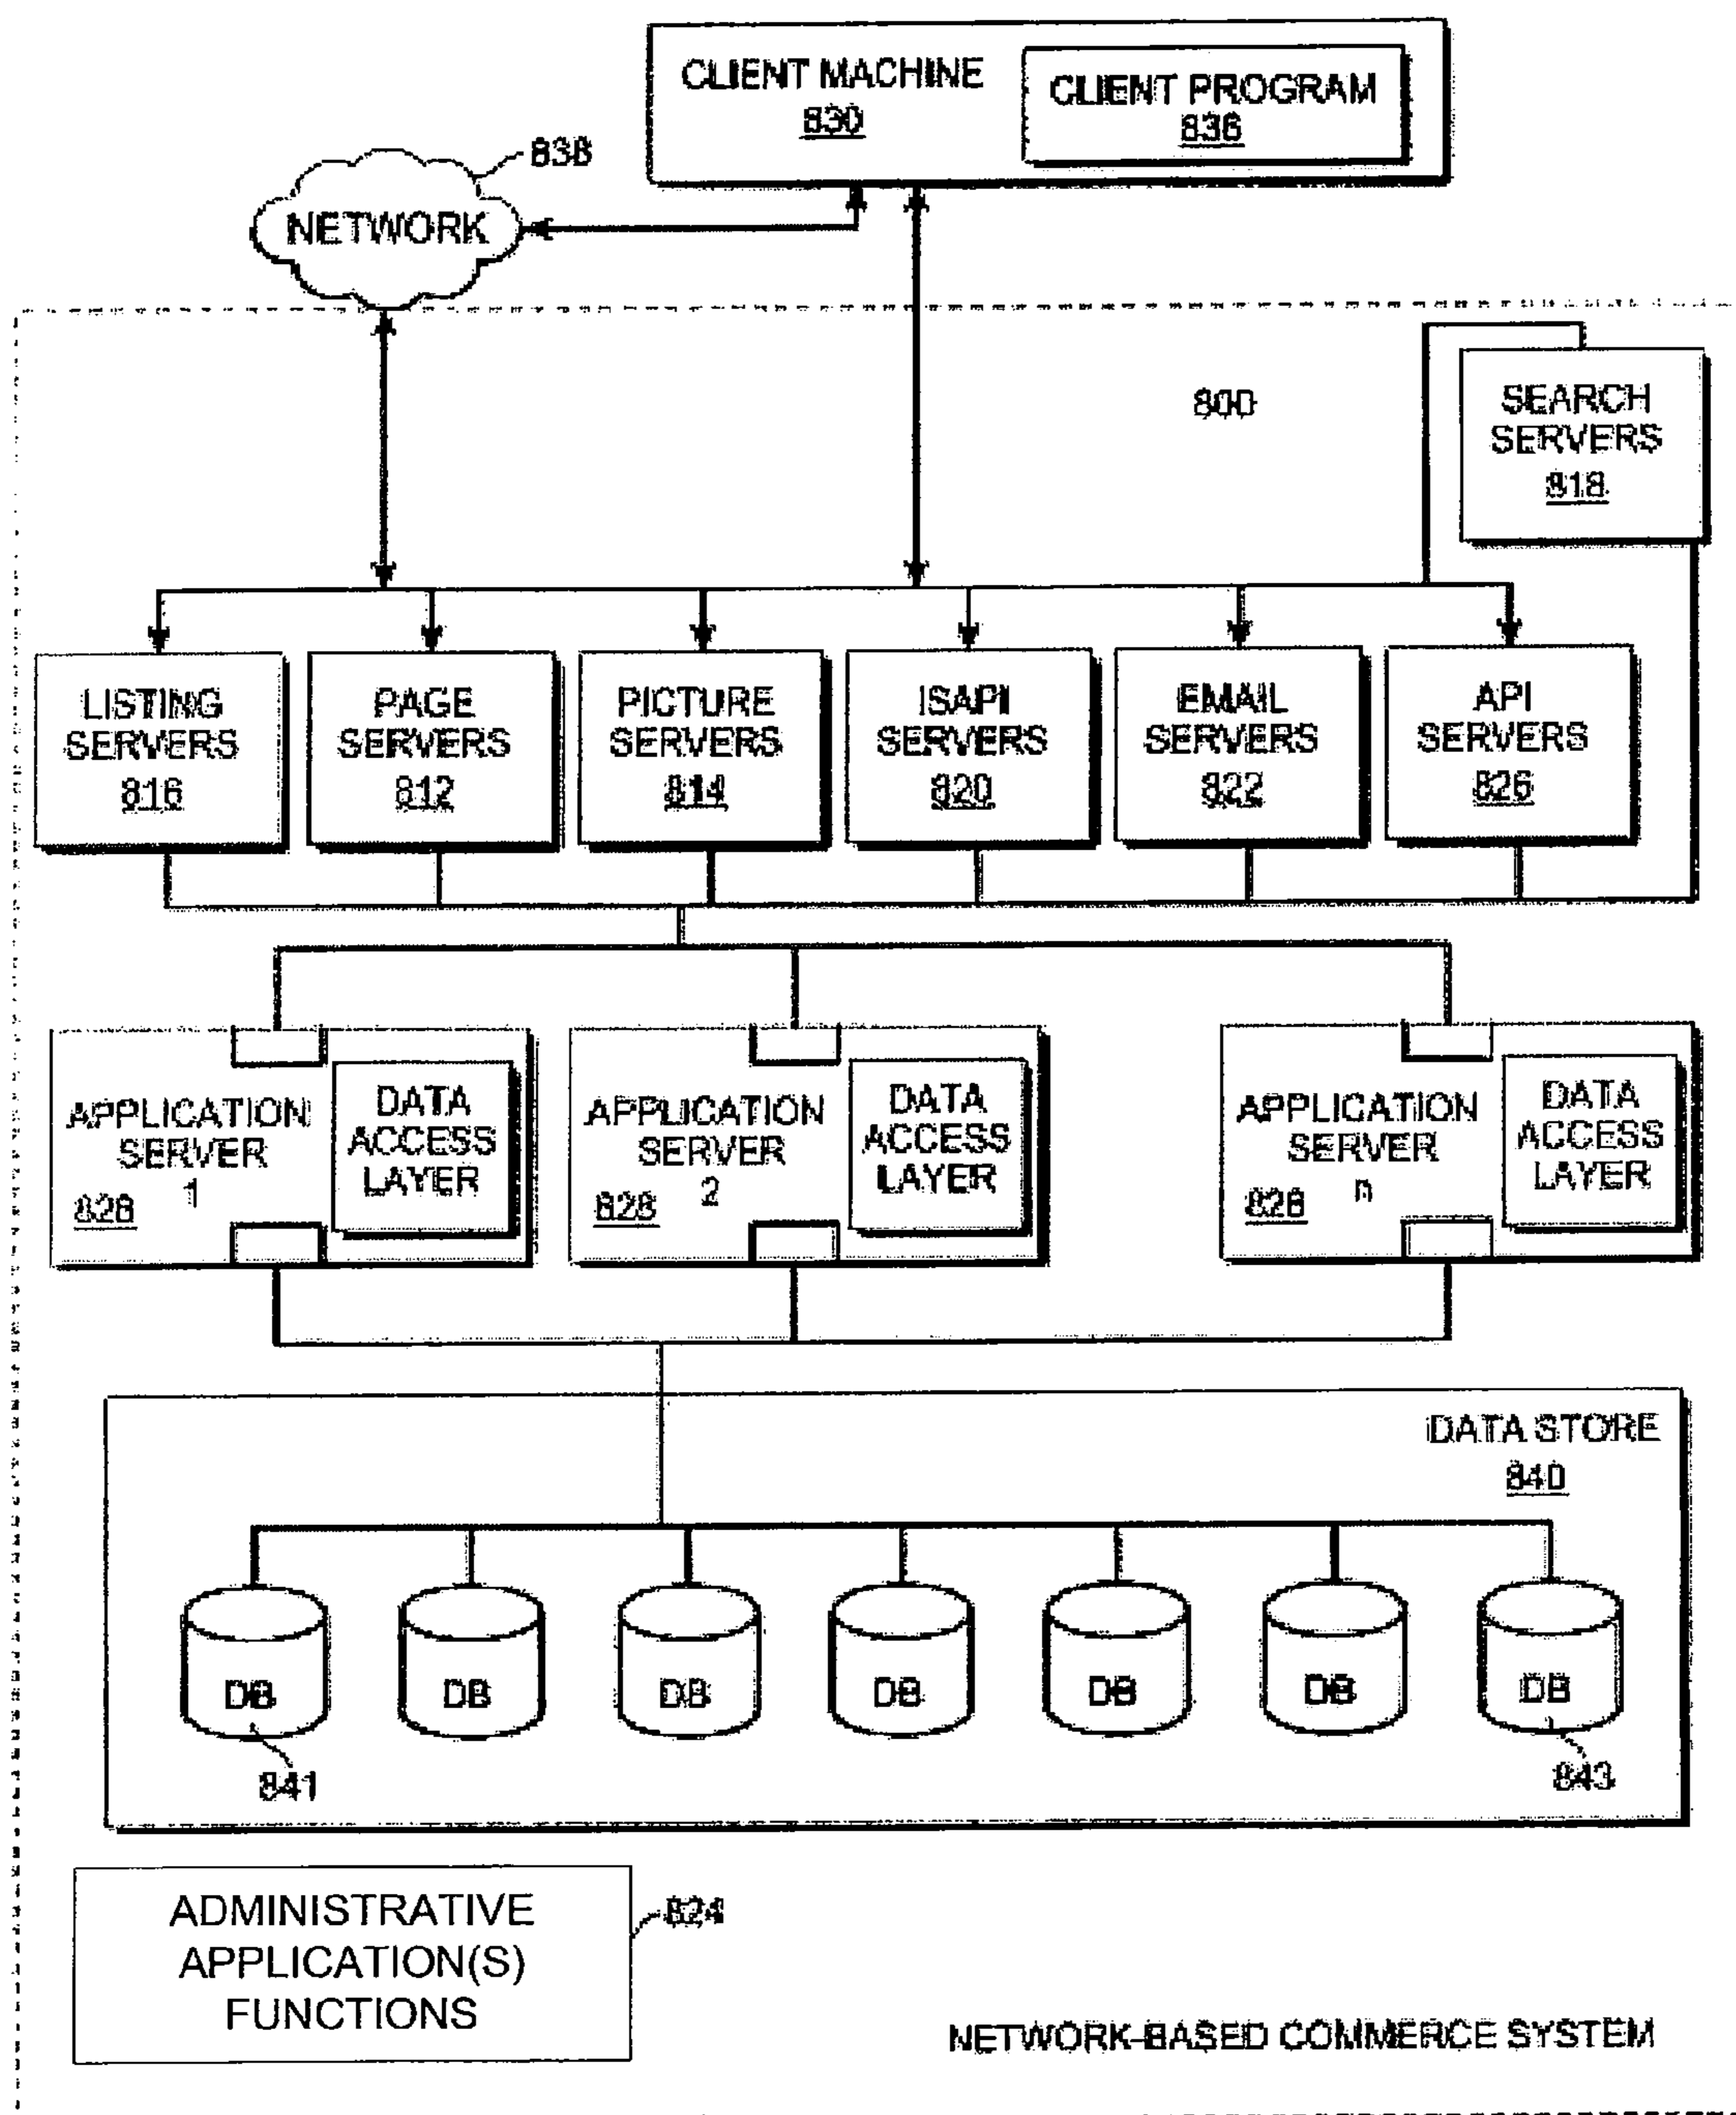 CLIENT MACHINE
830
CLIENT PROGRAM
836
838
NETWORK
800
SEARCH
SERVERS
818
LISTING
SERVERS
816
PAGE
SERVERS
812
PICTURE
SERVERS
814
ISAPI
SERVERS
820
EMAIL
SERVERS
822
API
SERVERS
826
APPLICATION
SERVER
1
828
DATA
ACCESS
LAYER
APPLICATION
SERVER
2
828
DATA
ACCESS
LAYER
APPLICATION
SERVER
n
828
DATA
ACCESS
LAYER
DATA STORE
840
DB
DB
DB
DB
DB
DB
DB
841
843
ADMINISTRATIVE
APPLICATION(S)
FUNCTIONS
824
NETWORK-BASED COMMERCE SYSTEM